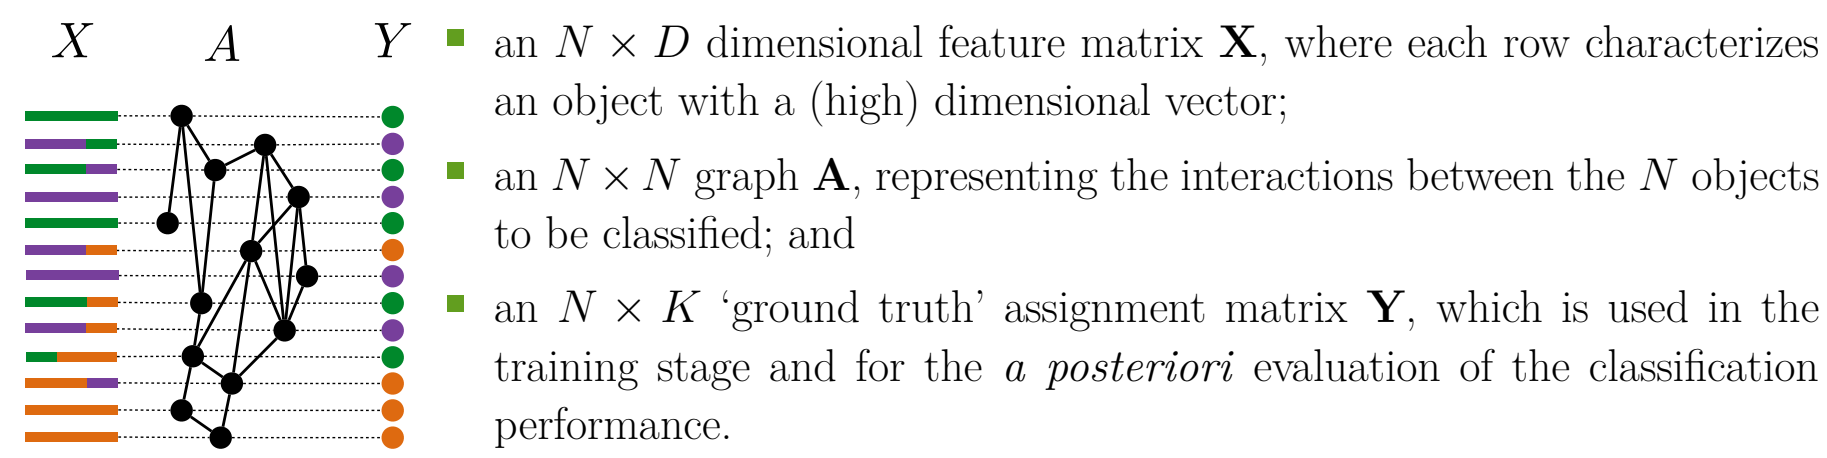 X A Y
an N × D dimensional feature matrix X, where each row characterizes
an object with a (high) dimensional vector;
an N × N graph A, representing the interactions between the N objects
to be classified; and
an N × K ‘ground truth’ assignment matrix Y, which is used in the
training stage and for the a posteriori evaluation of the classification
performance.